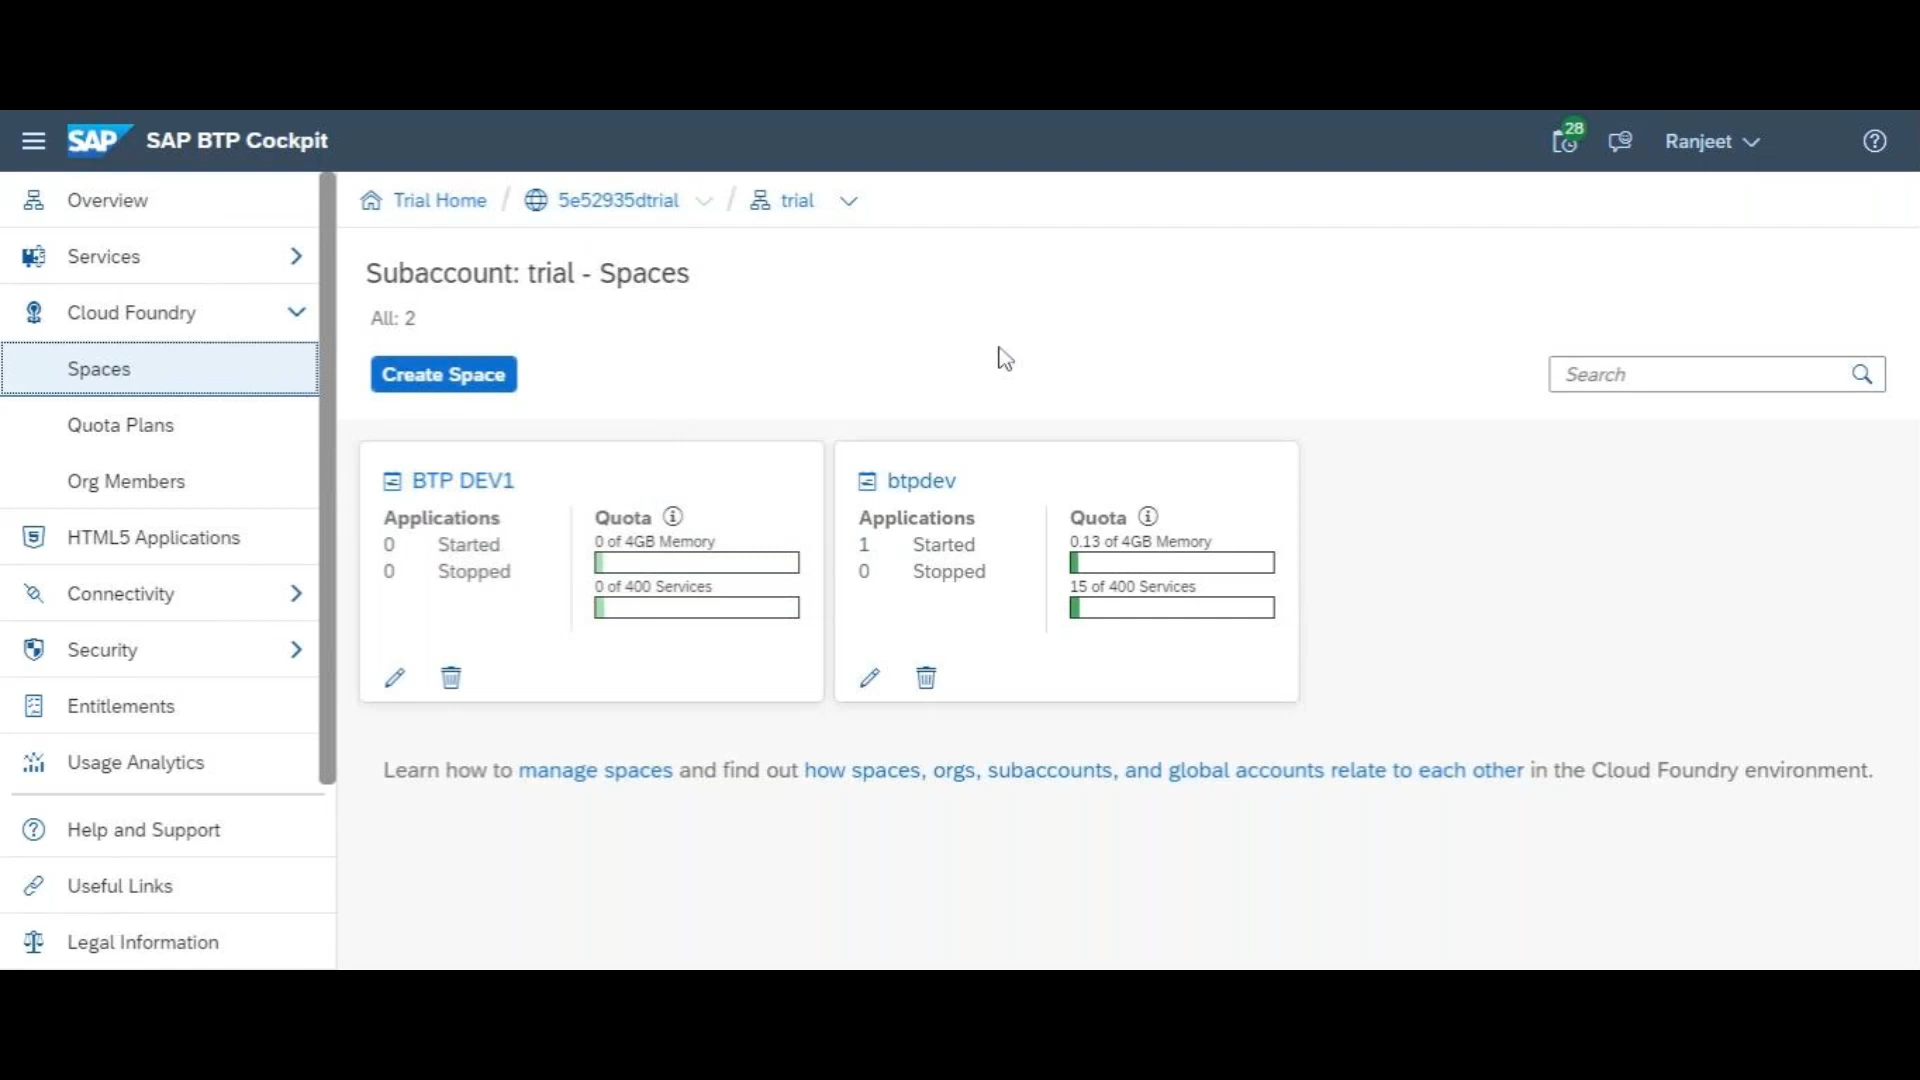 SAP SAP BTP Cockpit
28
Ranjeet
Overview
Services
Cloud Foundry
Spaces
Quota Plans
Org Members
HTML5 Applications
Connectivity
Security
Entitlements
Usage Analytics
Help and Support
Useful Links
Legal Information
Trial Home / 5e52935dtrial / trial
Subaccount: trial - Spaces
All: 2
Create Space
Search
BTP DEV1
Applications
0 Started
0 Stopped
Quota
0 of 4GB Memory
0 of 400 Services
btpdev
Applications
1 Started
0 Stopped
Quota
0.13 of 4GB Memory
15 of 400 Services
Learn how to manage spaces and find out how spaces, orgs, subaccounts, and global accounts relate to each other in the Cloud Foundry environment.